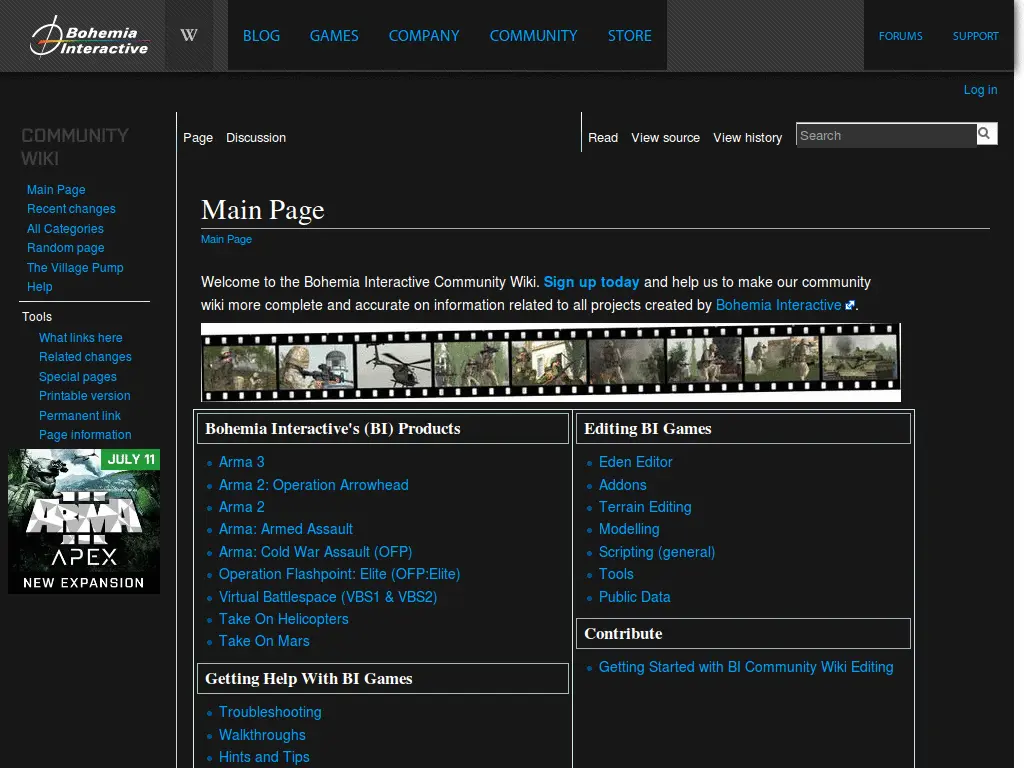 Bohemia
Interactive
W
BLOG
GAMES
COMPANY
COMMUNITY
STORE
FORUMS
SUPPORT
Log in
COMMUNITY
WIKI
Main Page
Recent changes
All Categories
Random page
The Village Pump
Help
Tools
What links here
Related changes
Special pages
Printable version
Permanent link
Page information
JULY 11
ARMA
III
APEX
NEW EXPANSION
Page
Discussion
Read
View source
View history
Search
Main Page
Main Page
Welcome to the Bohemia Interactive Community Wiki. Sign up today and help us to make our community
wiki more complete and accurate on information related to all projects created by Bohemia Interactive.
Bohemia Interactive's (BI) Products
Arma 3
Arma 2: Operation Arrowhead
Arma 2
Arma: Armed Assault
Arma: Cold War Assault (OFP)
Operation Flashpoint: Elite (OFP:Elite)
Virtual Battlespace (VBS1 & VBS2)
Take On Helicopters
Take On Mars
Getting Help With BI Games
Troubleshooting
Walkthroughs
Hints and Tips
Editing BI Games
Eden Editor
Addons
Terrain Editing
Modelling
Scripting (general)
Tools
Public Data
Contribute
Getting Started with BI Community Wiki Editing